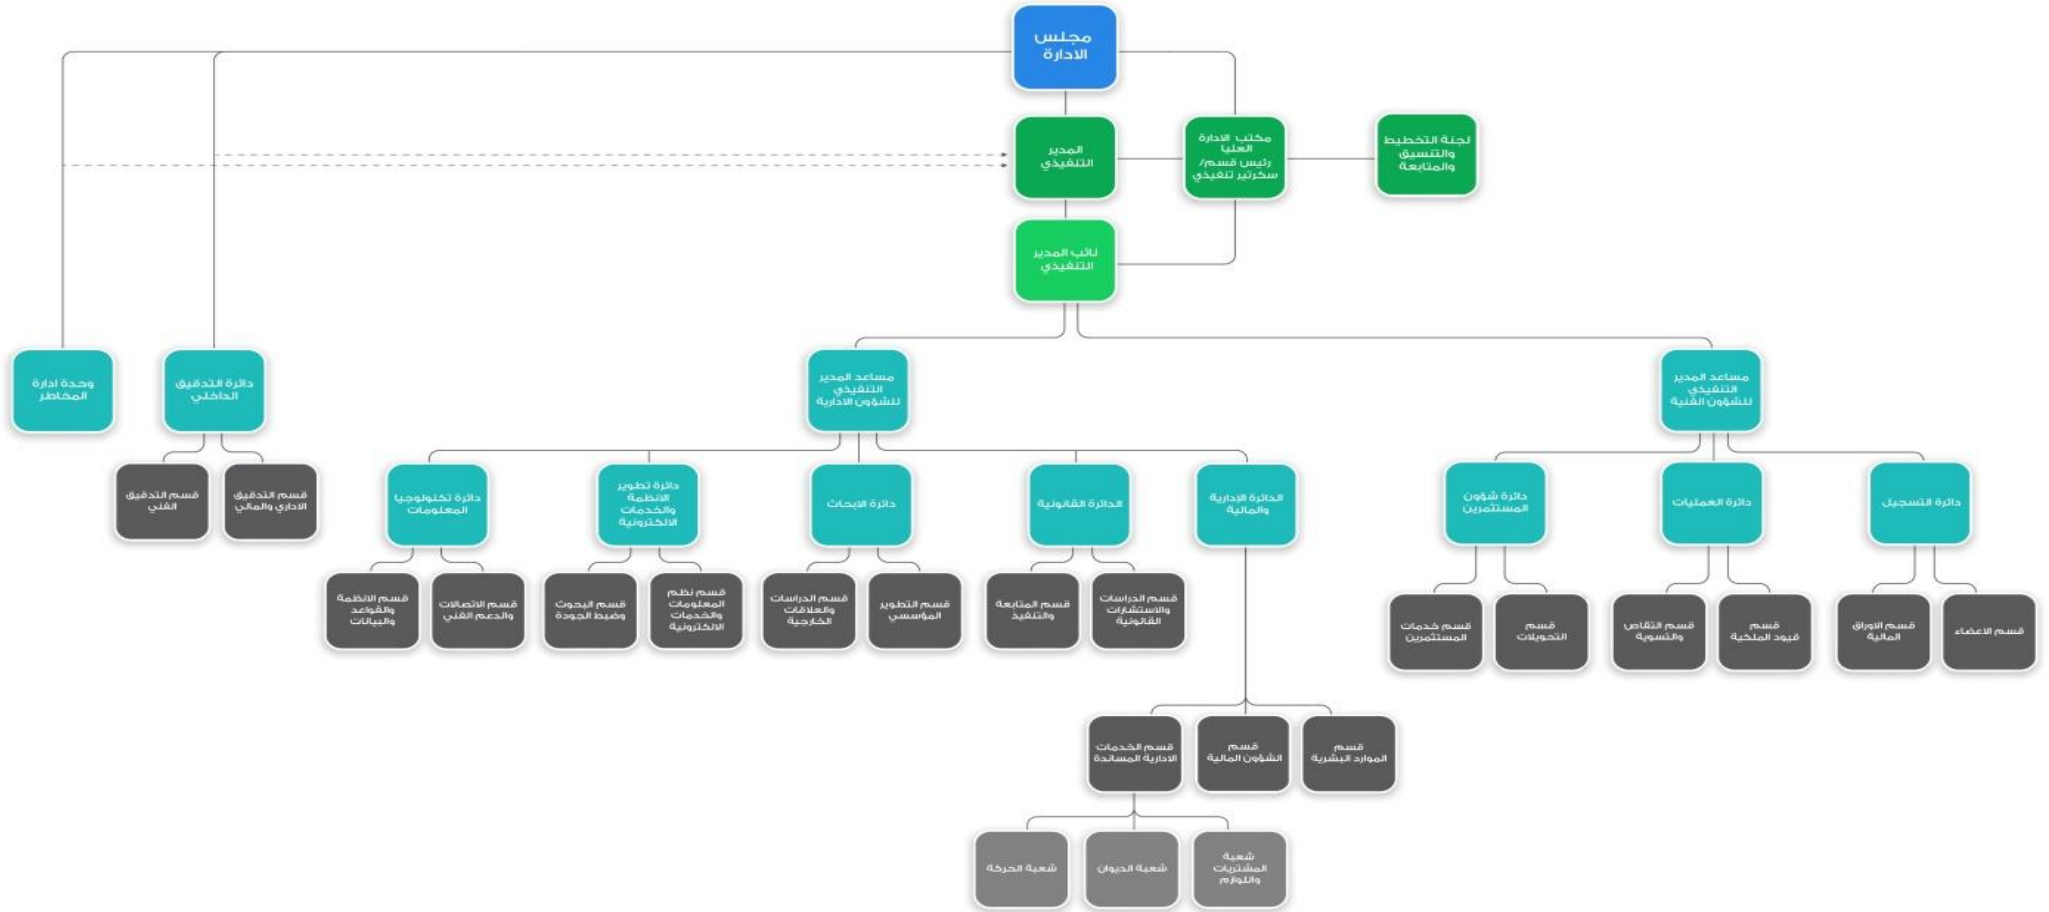 مجلس
الادارة
لجنة التخطيط
والتنسيق
والمتابعة
مكتب الادارة
العليا
رئيس قسم/
سكرتير تنفيذي
المدير
التنفيذي
نائب المدير
التنفيذي
مساعد المدير
التنفيذي
للشؤون الفنية
مساعد المدير
التنفيذي
للشؤون الادارية
دائرة التدقيق
الداخلي
وحدة ادارة
المخاطر
دائرة التسجيل
دائرة العمليات
دائرة شؤون
المستثمرين
الدائرة الإدارية
والمالية
الدائرة القانونية
دائرة الابحاث
دائرة تطوير
الانظمة
والخدمات
الالكترونية
دائرة تكنولوجيا
المعلومات
قسم التدقيق
الاداري والمالي
قسم التدقيق
الفني
قسم الاعضاء
قسم الاوراق
المالية
قسم
قيود الملكية
قسم التقاص
والتسوية
قسم
التحويلات
قسم خدمات
المستثمرين
قسم الدراسات
والاستشارات
القانونية
قسم المتابعة
والتنفيذ
قسم التطوير
المؤسسي
قسم الدراسات
والعلاقات
الخارجية
قسم نظم
المعلومات
والخدمات
الالكترونية
قسم البحوث
وضبط الجودة
قسم الاتصالات
والدعم الفني
قسم الانظمة
والقواعد
والبيانات
قسم
الموارد البشرية
قسم
الشؤون المالية
قسم الخدمات
الادارية المساندة
شعبة
المشتريات
واللوازم
شعبة الديوان
شعبة الحركة